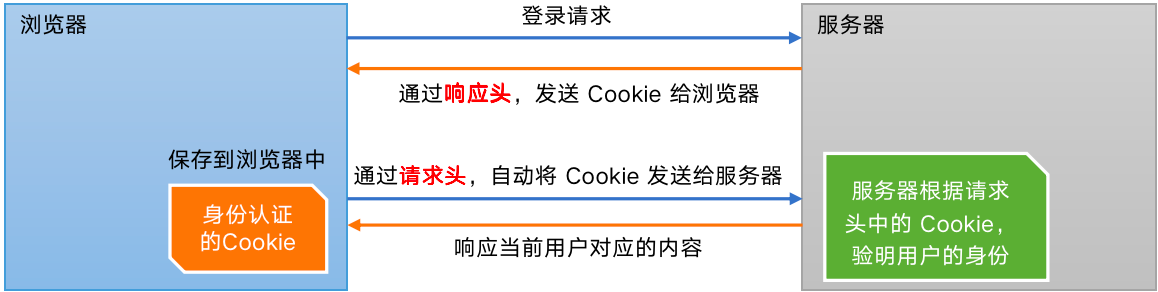 浏览器
登录请求
服务器
通过响应头，发送 Cookie 给浏览器
保存到浏览器中
通过请求头，自动将 Cookie 发送给服务器
身份认证
的Cookie
服务器根据请求
头中的 Cookie，
验明用户的身份
响应当前用户对应的内容